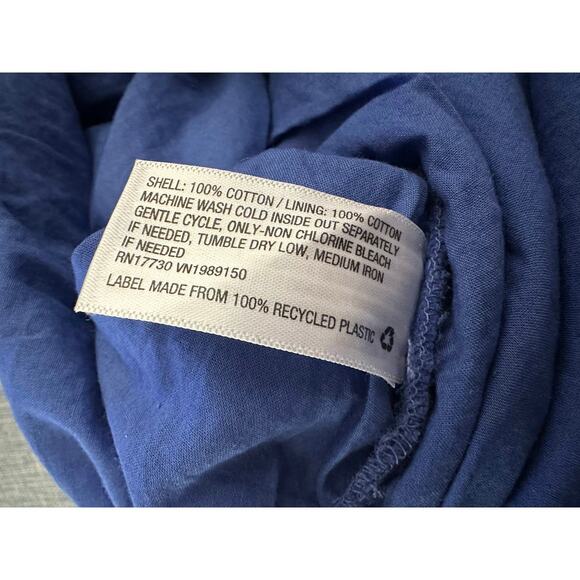 SHELL: 100% COTTON / LINING: 100% COTTON
MACHINE WASH COLD INSIDE OUT SEPARATELY
GENTLE CYCLE, ONLY-NON CHLORINE BLEACH
IF NEEDED, TUMBLE DRY LOW, MEDIUM IRON
IF NEEDED
RN17730 VN1989150
LABEL MADE FROM 100% RECYCLED PLASTIC